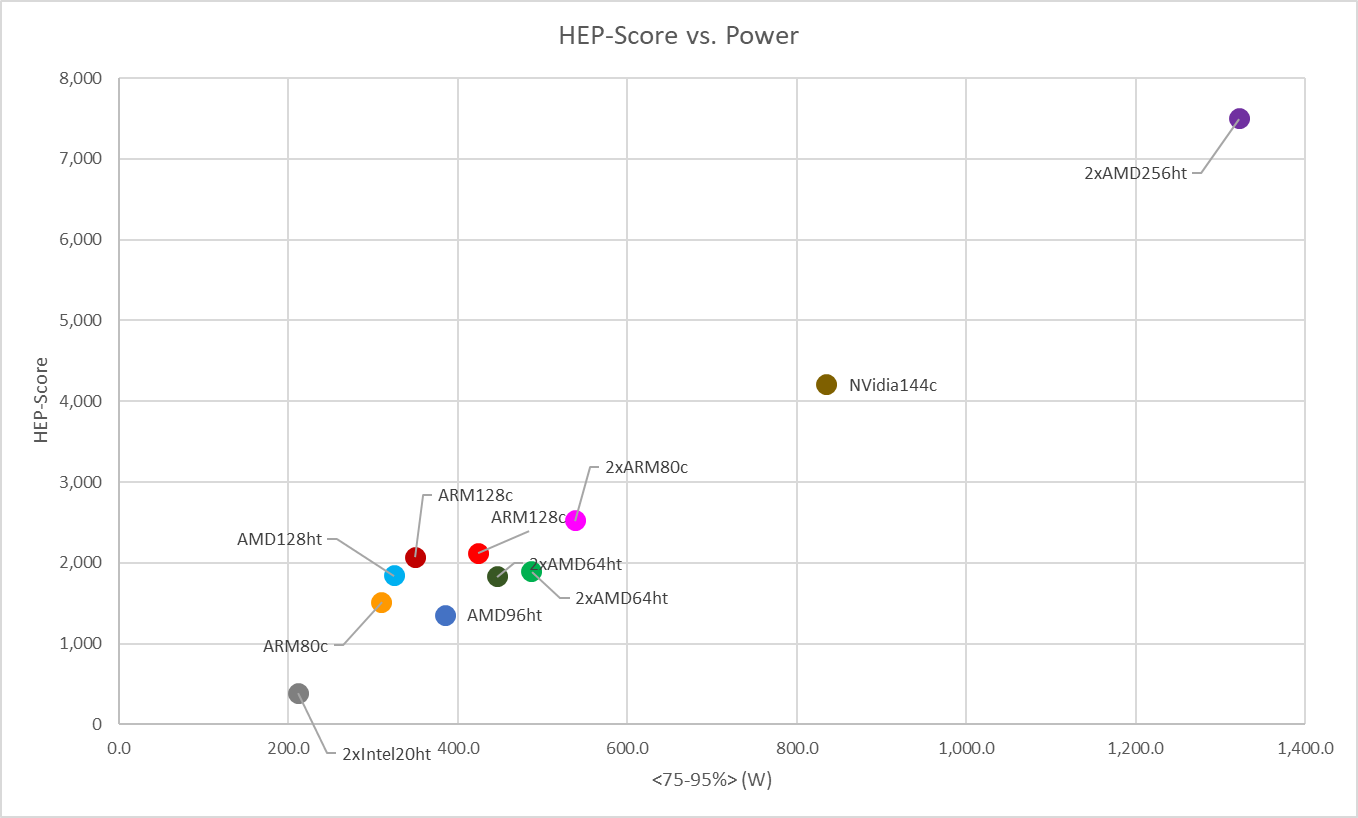 HEP-Score vs. Power
8,000
7,000
6,000
5,000
4,000
3,000
2,000
1,000
0
HEP-Score
2xAMD256ht
NVidia144c
2xARM80c
ARM128c
ARM128c
AMD128ht
2xAMD64ht
2xAMD64ht
AMD96ht
ARM80c
2xIntel20ht
0.0 200.0 400.0 600.0 800.0 1,000.0 1,200.0 1,400.0
<75-95%> (W)